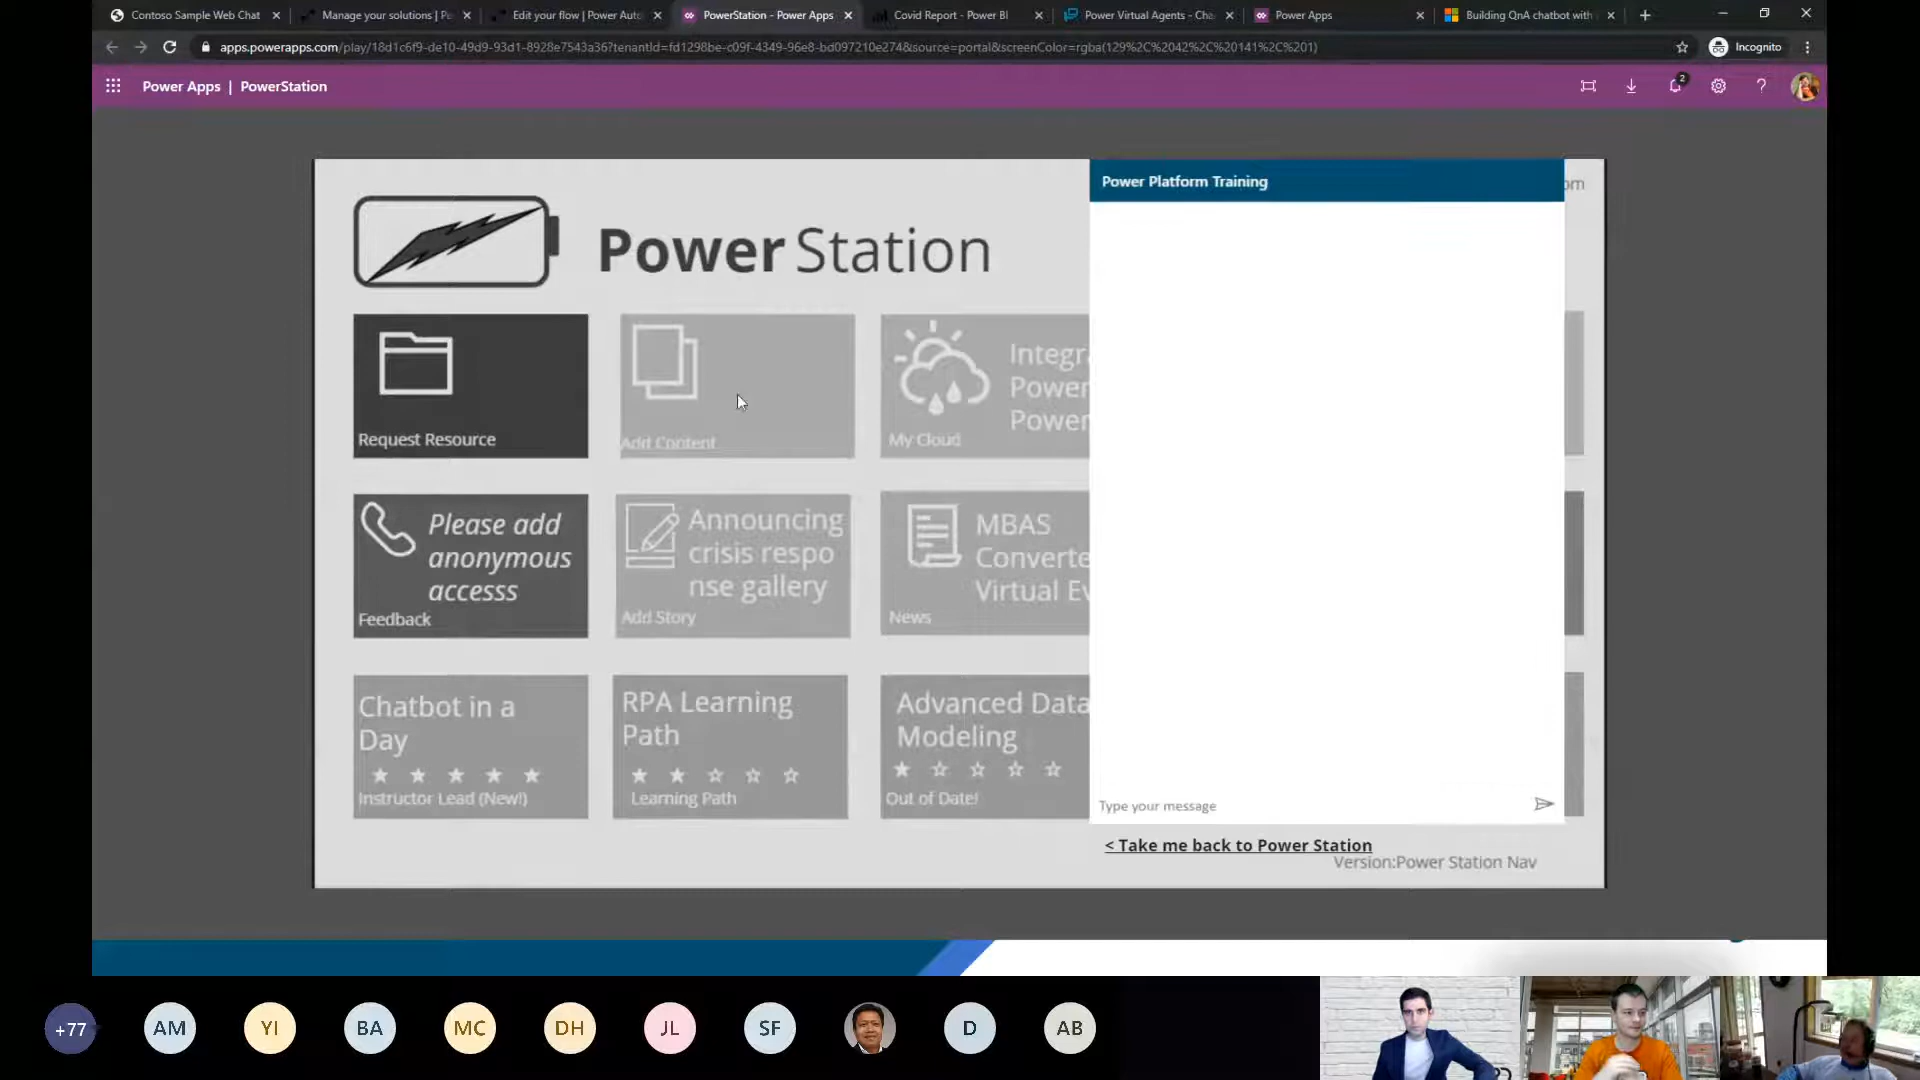 Contoso Sample Web Chat
Manage your solutions | Po
Edit your flow | Power Auto
PowerStation - Power Apps
Covid Report - Power BI
Power Virtual Agents - Cha
Power Apps
Building QnA chatbot with
apps.powerapps.com/play/18d1c6f9-de10-49d9-93d1-8928e7543a36?tenantId=fd1298be-c09f-4349-96e8-bd097210e274&source=portal&screenColor=rgba(129%2C%2042%2C%20141%2C%201)
Incognito
Power Apps | PowerStation
2
?
Power Station
Power Platform Training
om
Request Resource
Add Content
Integra
Power
Power
My Cloud
Please add
anonymous
accesss
Feedback
Announcing
crisis respo
nse gallery
Add Story
MBAS
Converte
Virtual Ev
News
Chatbot in a
Day
Instructor Lead (New!)
RPA Learning
Path
Learning Path
Advanced Data
Modeling
Out of Date!
Type your message
< Take me back to Power Station
Version:Power Station Nav
+77
AM
YI
BA
MC
DH
JL
SF
D
AB